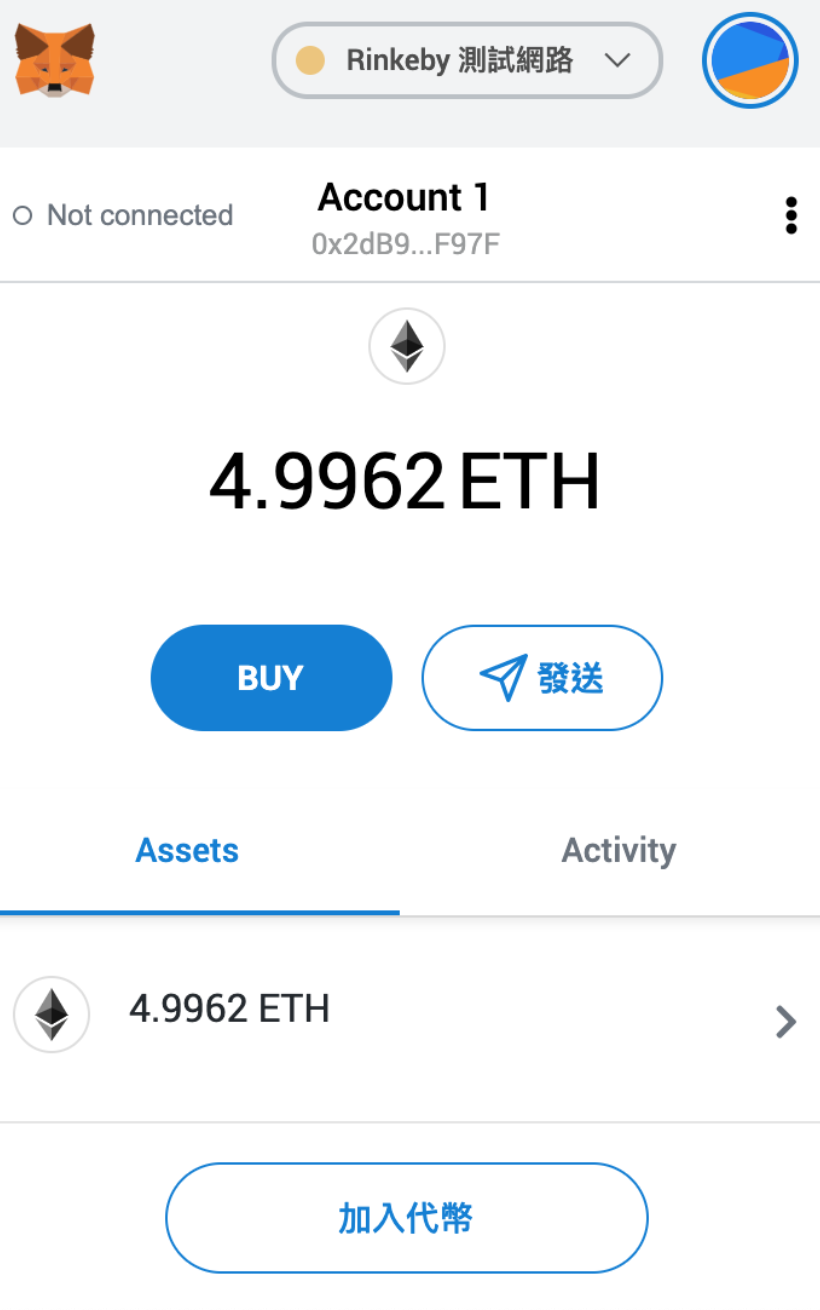 Rinkeby 測試網路
Not connected
Account 1
0x2dB9...F97F
4.9962 ETH
BUY
發送
Assets
Activity
4.9962 ETH
加入代幣